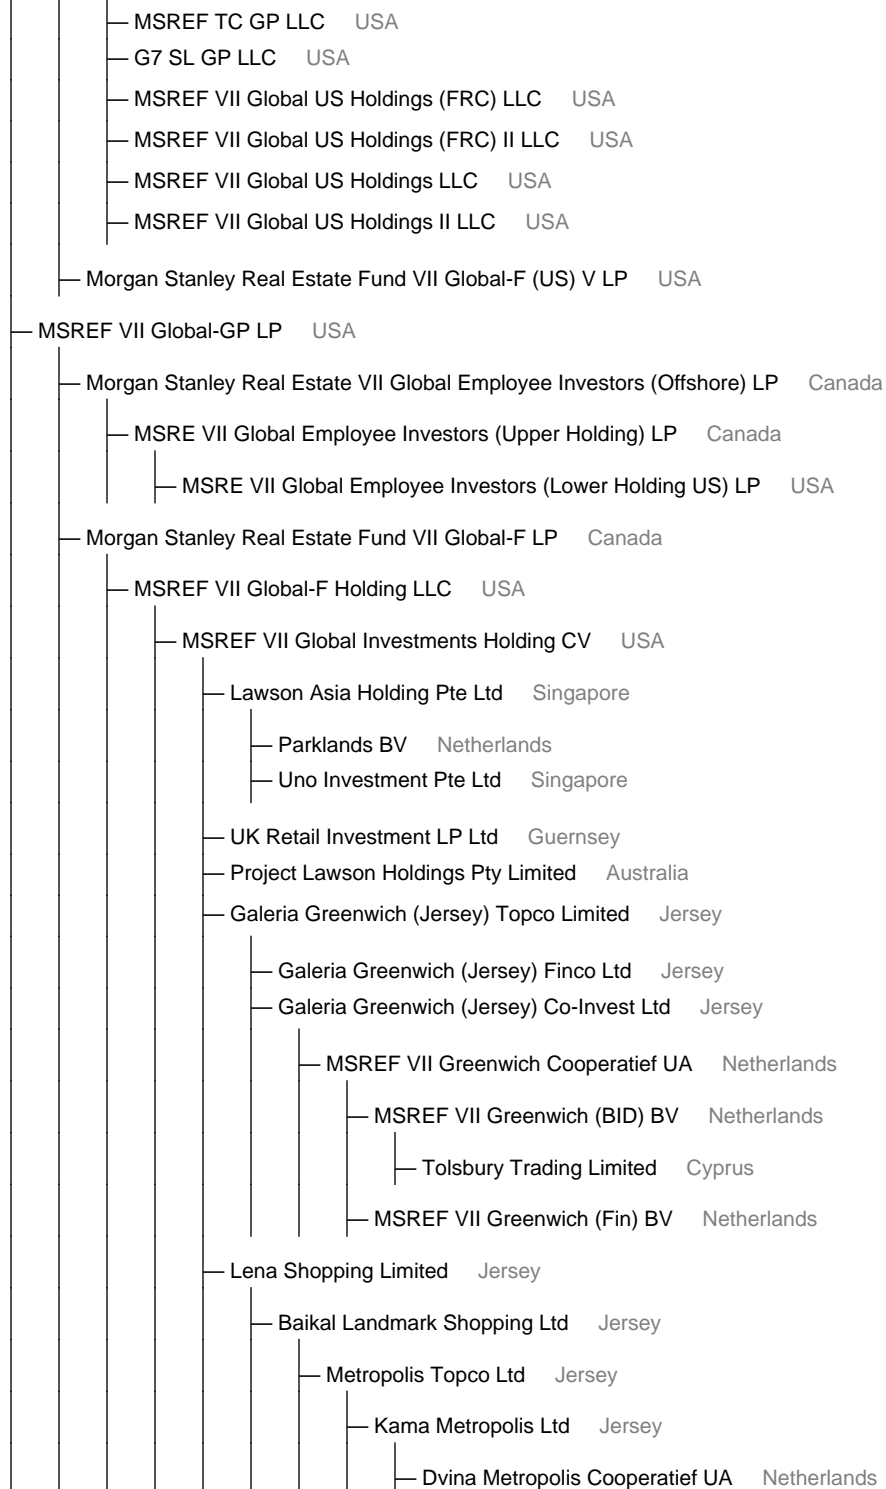 MSREF TC GP LLC USA
G7 SL GP LLC USA
MSREF VII Global US Holdings (FRC) LLC USA
MSREF VII Global US Holdings (FRC) II LLC USA
MSREF VII Global US Holdings LLC USA
MSREF VII Global US Holdings II LLC USA
Morgan Stanley Real Estate Fund VII Global-F (US) V LP USA
MSREF VII Global-GP LP USA
Morgan Stanley Real Estate VII Global Employee Investors (Offshore) LP Canada
MSRE VII Global Employee Investors (Upper Holding) LP Canada
MSRE VII Global Employee Investors (Lower Holding US) LP USA
Morgan Stanley Real Estate Fund VII Global-F LP Canada
MSREF VII Global-F Holding LLC USA
MSREF VII Global Investments Holding CV USA
Lawson Asia Holding Pte Ltd Singapore
Parklands BV Netherlands
Uno Investment Pte Ltd Singapore
UK Retail Investment LP Ltd Guernsey
Project Lawson Holdings Pty Limited Australia
Galeria Greenwich (Jersey) Topco Limited Jersey
Galeria Greenwich (Jersey) Finco Ltd Jersey
Galeria Greenwich (Jersey) Co-Invest Ltd Jersey
MSREF VII Greenwich Cooperatief UA Netherlands
MSREF VII Greenwich (BID) BV Netherlands
Tolsbury Trading Limited Cyprus
MSREF VII Greenwich (Fin) BV Netherlands
Lena Shopping Limited Jersey
Baikal Landmark Shopping Ltd Jersey
Metropolis Topco Ltd Jersey
Kama Metropolis Ltd Jersey
Dvina Metropolis Cooperatief UA Netherlands